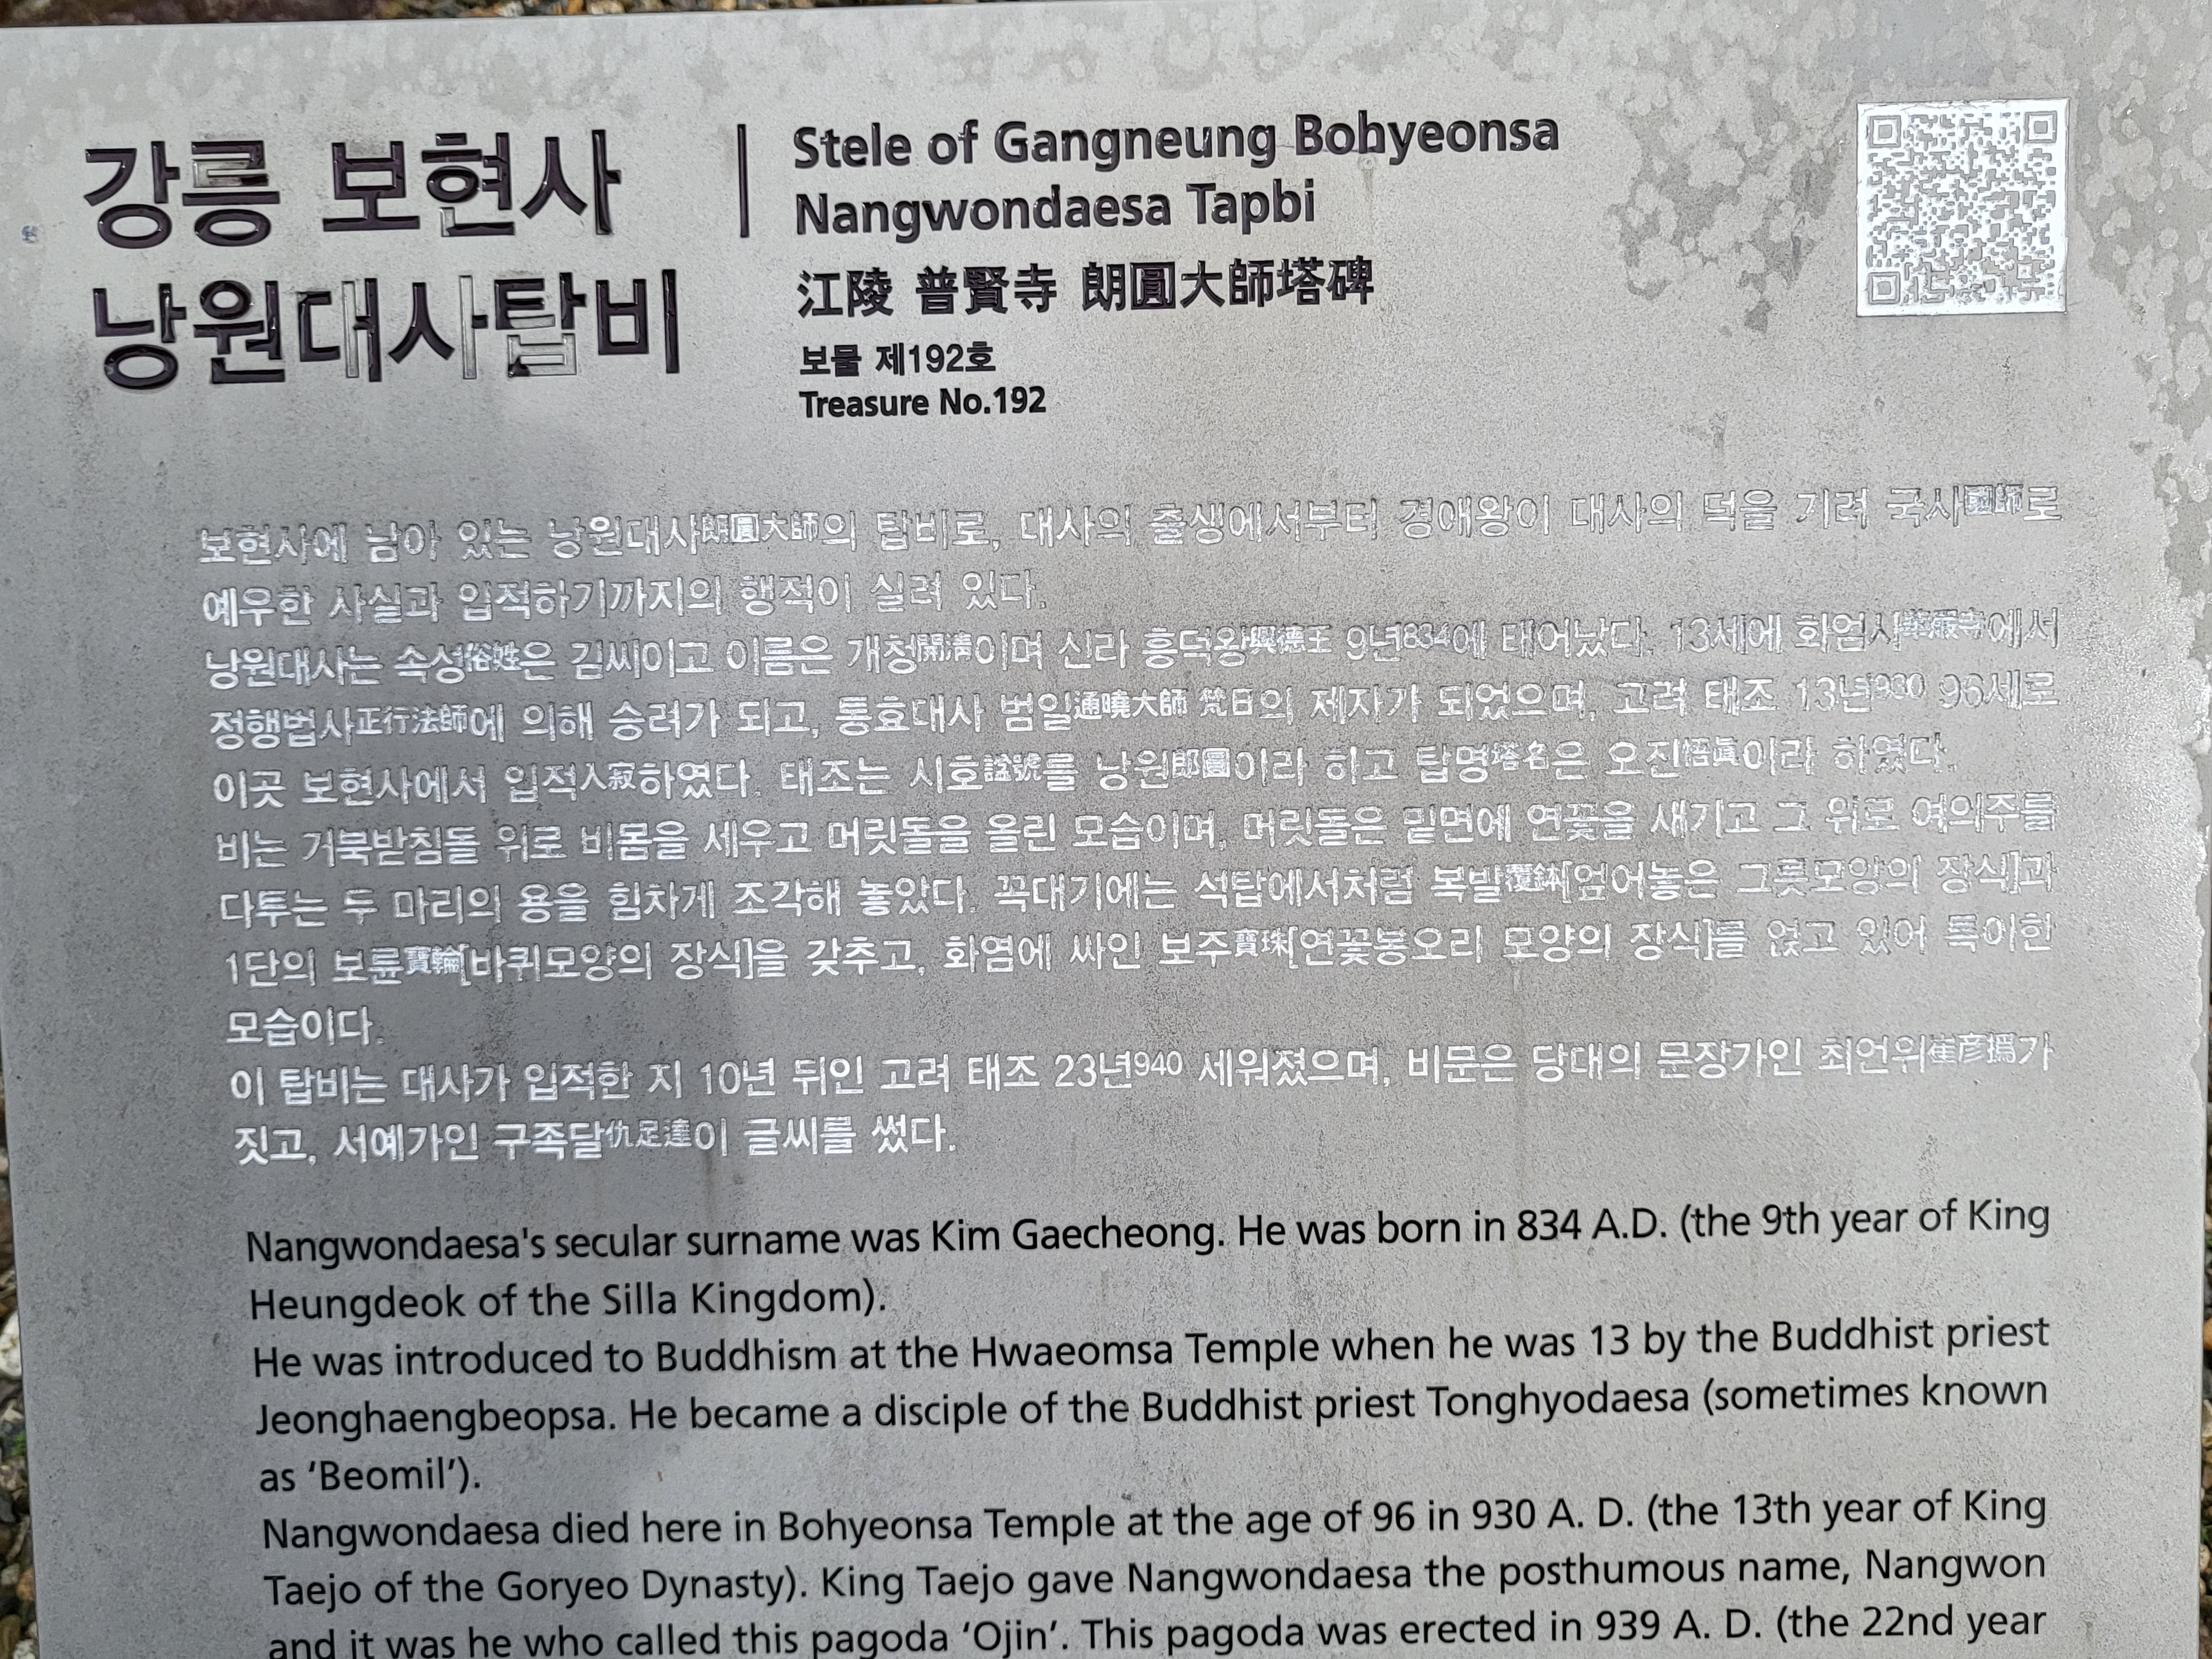 강릉 보현사
낭원대사탑비
Stele of Gangneung Bohyeonsa
Nangwondaesa Tapbi
江陵 普賢寺 朗圓大師塔碑
보물 제192호
Treasure No.192
보현사에 남아 있는 낭원대사朗圓大師의 탑비로, 대사의 출생에서부터 경애왕이 대사의 덕을 기려 국사國師로
예우한 사실과 입적하기까지의 행적이 실려 있다.
낭원대사는 속성俗姓은 김씨이고 이름은 개청開淸이며 신라 흥덕왕興德王 9년834에 태어났다. 13세에 화엄사華嚴寺에서
정행법사正行法師에 의해 승려가 되고, 통효대사 범일通曉大師 梵日의 제자가 되었으며, 고려 태조 13년930 96세로
이곳 보현사에서 입적入寂하였다. 태조는 시호諡號를 낭원郎圓이라 하고 탑명塔名은 오진悟眞이라 하였다.
비는 거북받침돌 위로 비몸을 세우고 머릿돌을 올린 모습이며, 머릿돌은 밑면에 연꽃을 새기고 그 위로 여의주를
다투는 두 마리의 용을 힘차게 조각해 놓았다. 꼭대기에는 석탑에서처럼 복발覆鉢[엎어놓은 그릇모양의 장식]과
1단의 보륜寶輪[바퀴모양의 장식]을 갖추고, 화염에 싸인 보주寶珠[연꽃봉오리 모양의 장식]를 얹고 있어 특이한
모습이다.
이 탑비는 대사가 입적한 지 10년 뒤인 고려 태조 23년940 세워졌으며, 비문은 당대의 문장가인 최언위崔彦撝가
짓고, 서예가인 구족달仇足達이 글씨를 썼다.
Nangwondaesa's secular surname was Kim Gaecheong. He was born in 834 A.D. (the 9th year of King
Heungdeok of the Silla Kingdom).
He was introduced to Buddhism at the Hwaeomsa Temple when he was 13 by the Buddhist priest
Jeonghaengbeopsa. He became a disciple of the Buddhist priest Tonghyodaesa (sometimes known
as ‘Beomil’).
Nangwondaesa died here in Bohyeonsa Temple at the age of 96 in 930 A. D. (the 13th year of King
Taejo of the Goryeo Dynasty). King Taejo gave Nangwondaesa the posthumous name, Nangwon
and it was he who called this pagoda ‘Ojin’. This pagoda was erected in 939 A. D. (the 22nd year